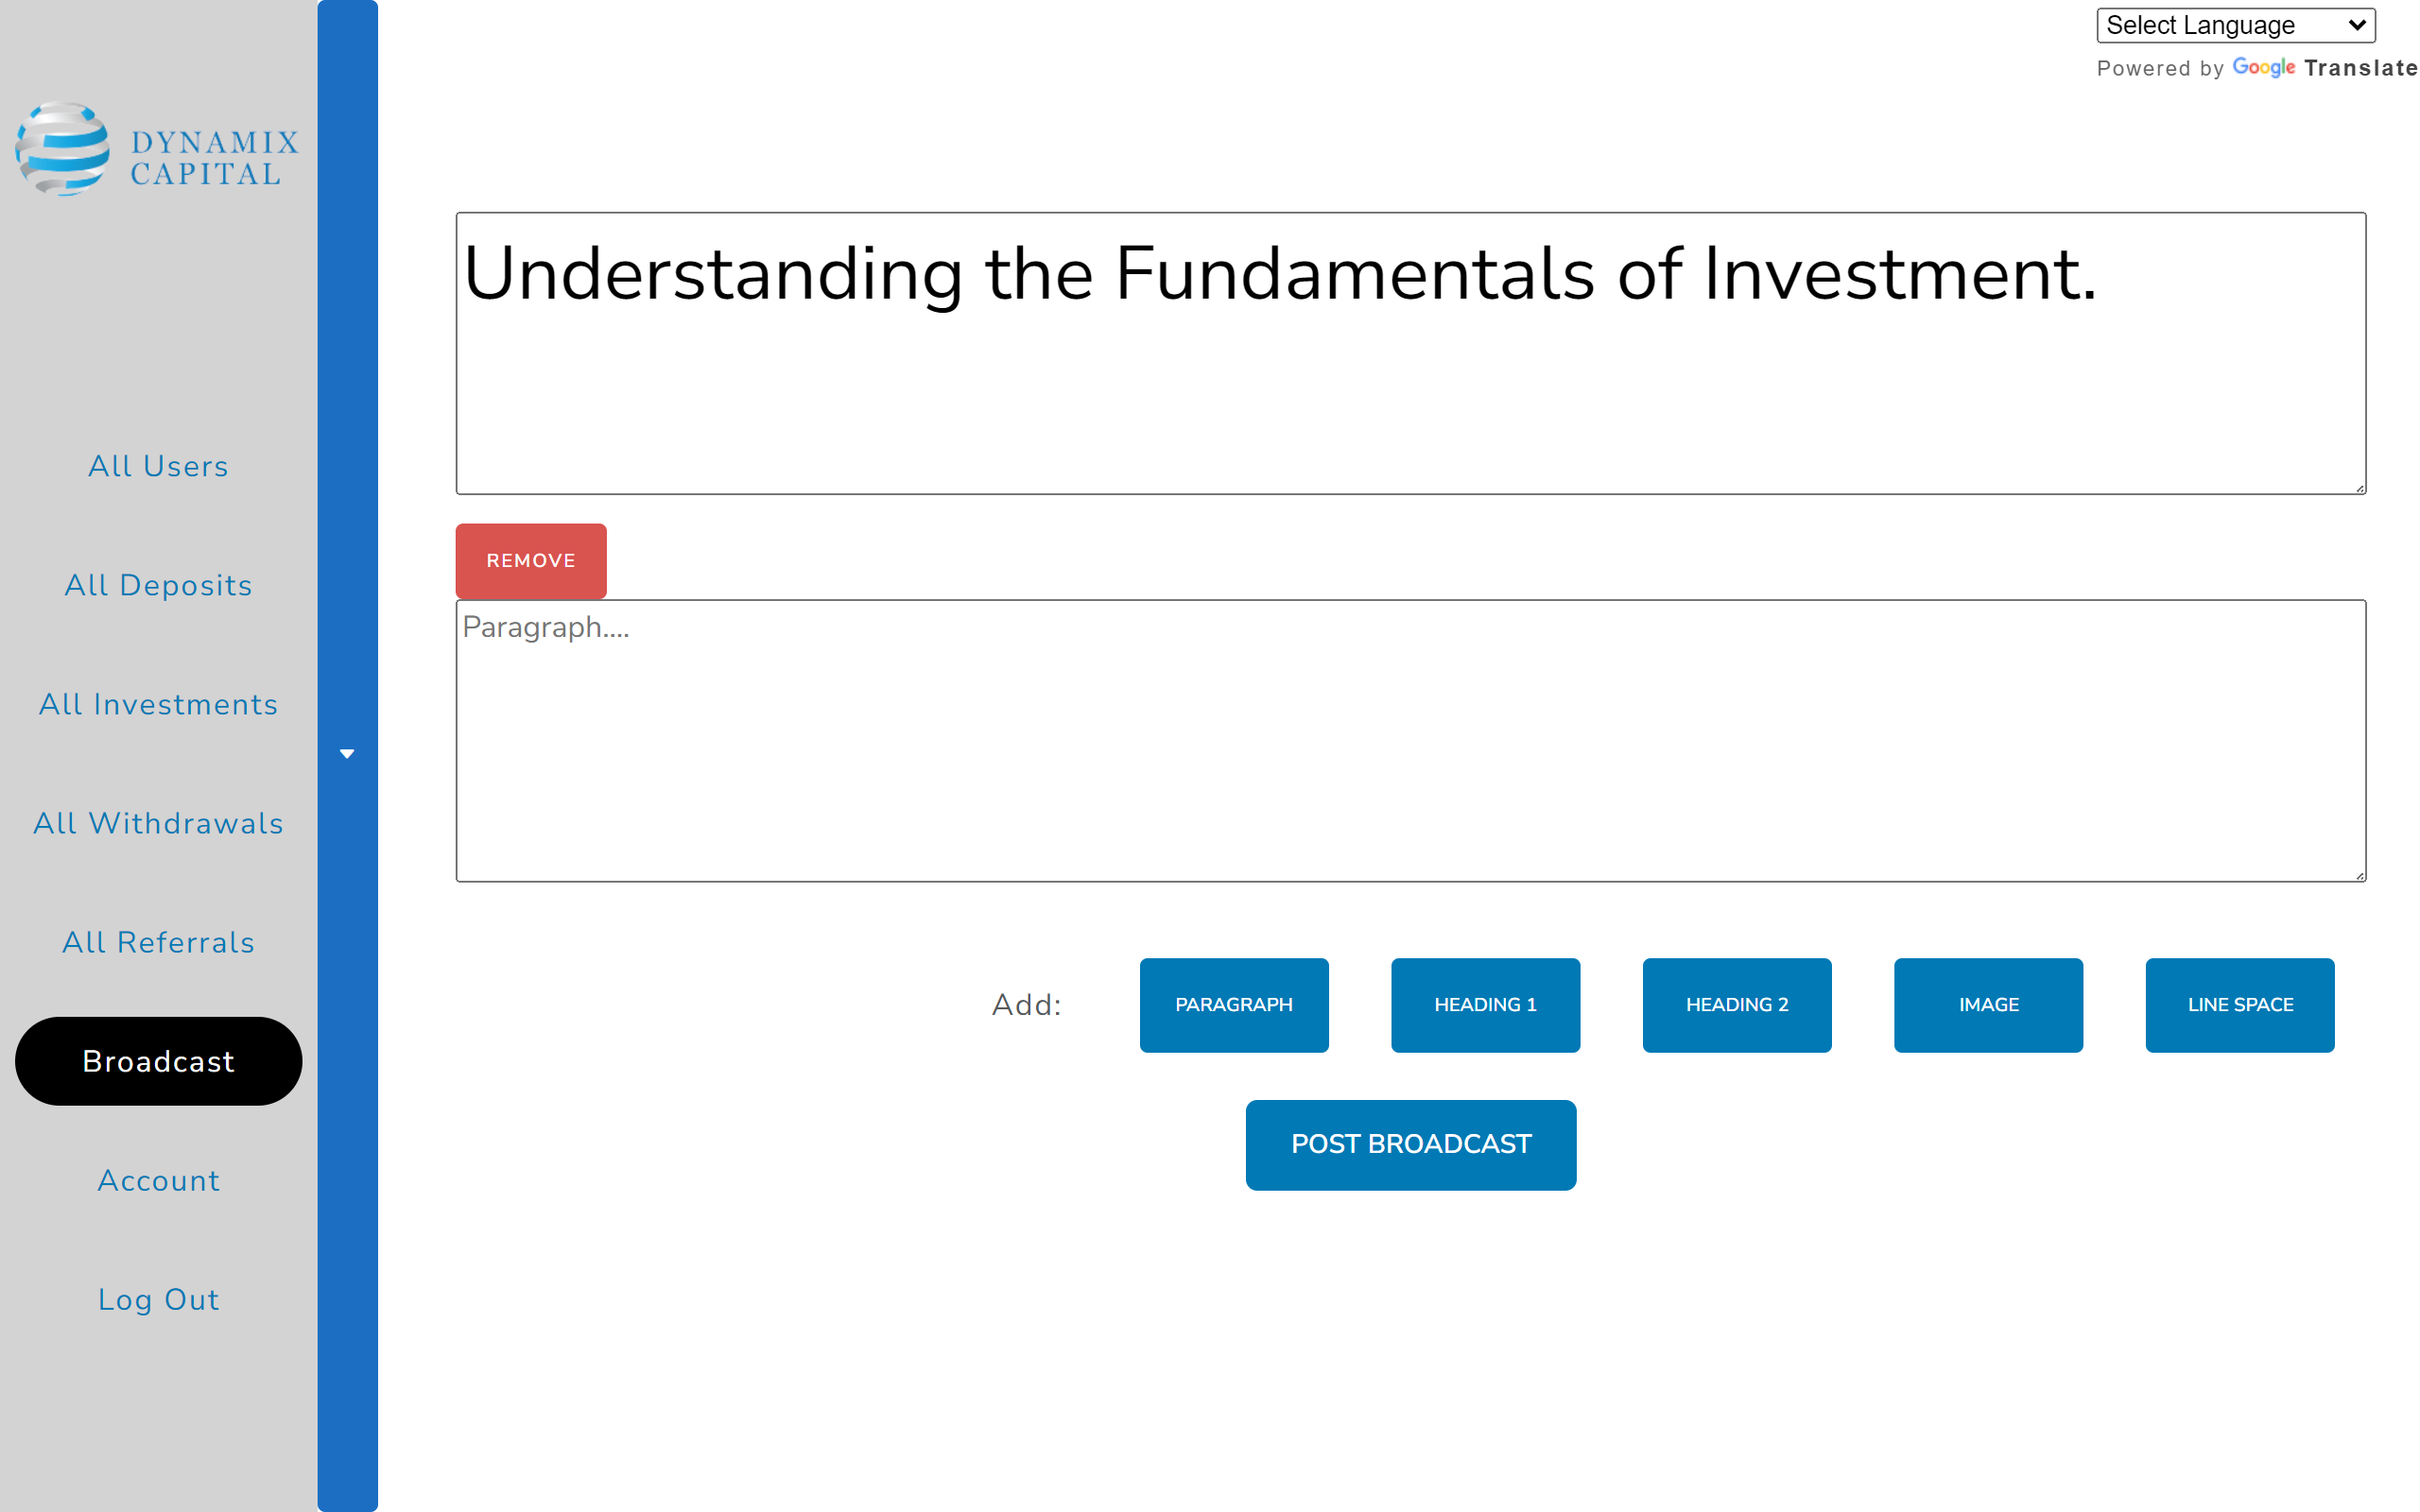 Select Language
Powered by Google Translate
DYNAMIX
CAPITAL
All Users
All Deposits
All Investments
All Withdrawals
All Referrals
Broadcast
Account
Log Out
Understanding the Fundamentals of Investment.
REMOVE
Paragraph....
Add:
PARAGRAPH
HEADING 1
HEADING 2
IMAGE
LINE SPACE
POST BROADCAST